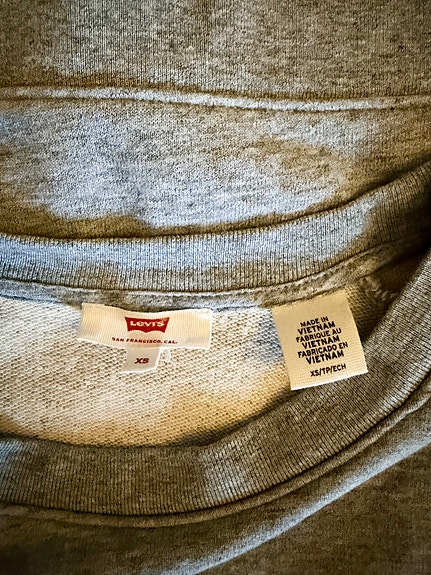 Levi's
SAN FRANCISCO, CAL.
XS
MADE IN
VIETNAM
FABRIQUE AU
VIETNAM
FABRICADO EN
VIETNAM
XS/TP/ECH